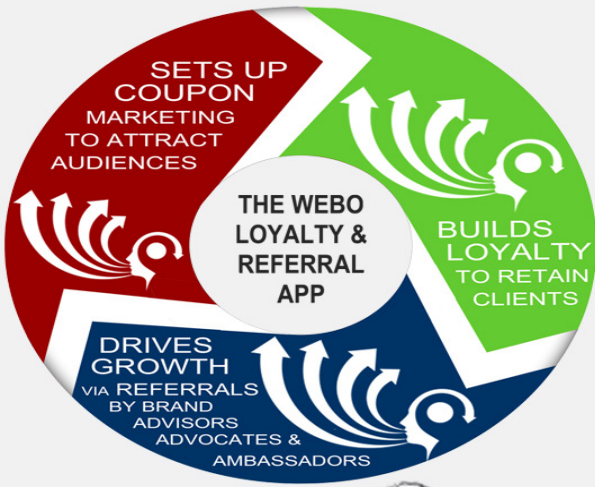 SETS UP
COUPON
MARKETING
TO ATTRACT
AUDIENCES
THE WEBO
LOYALTY &
REFERRAL
APP
BUILDS
LOYALTY
TO RETAIN
CLIENTS
DRIVES
GROWTH
VIA REFERRALS
BY BRAND
ADVISORS
ADVOCATES &
AMBASSADORS